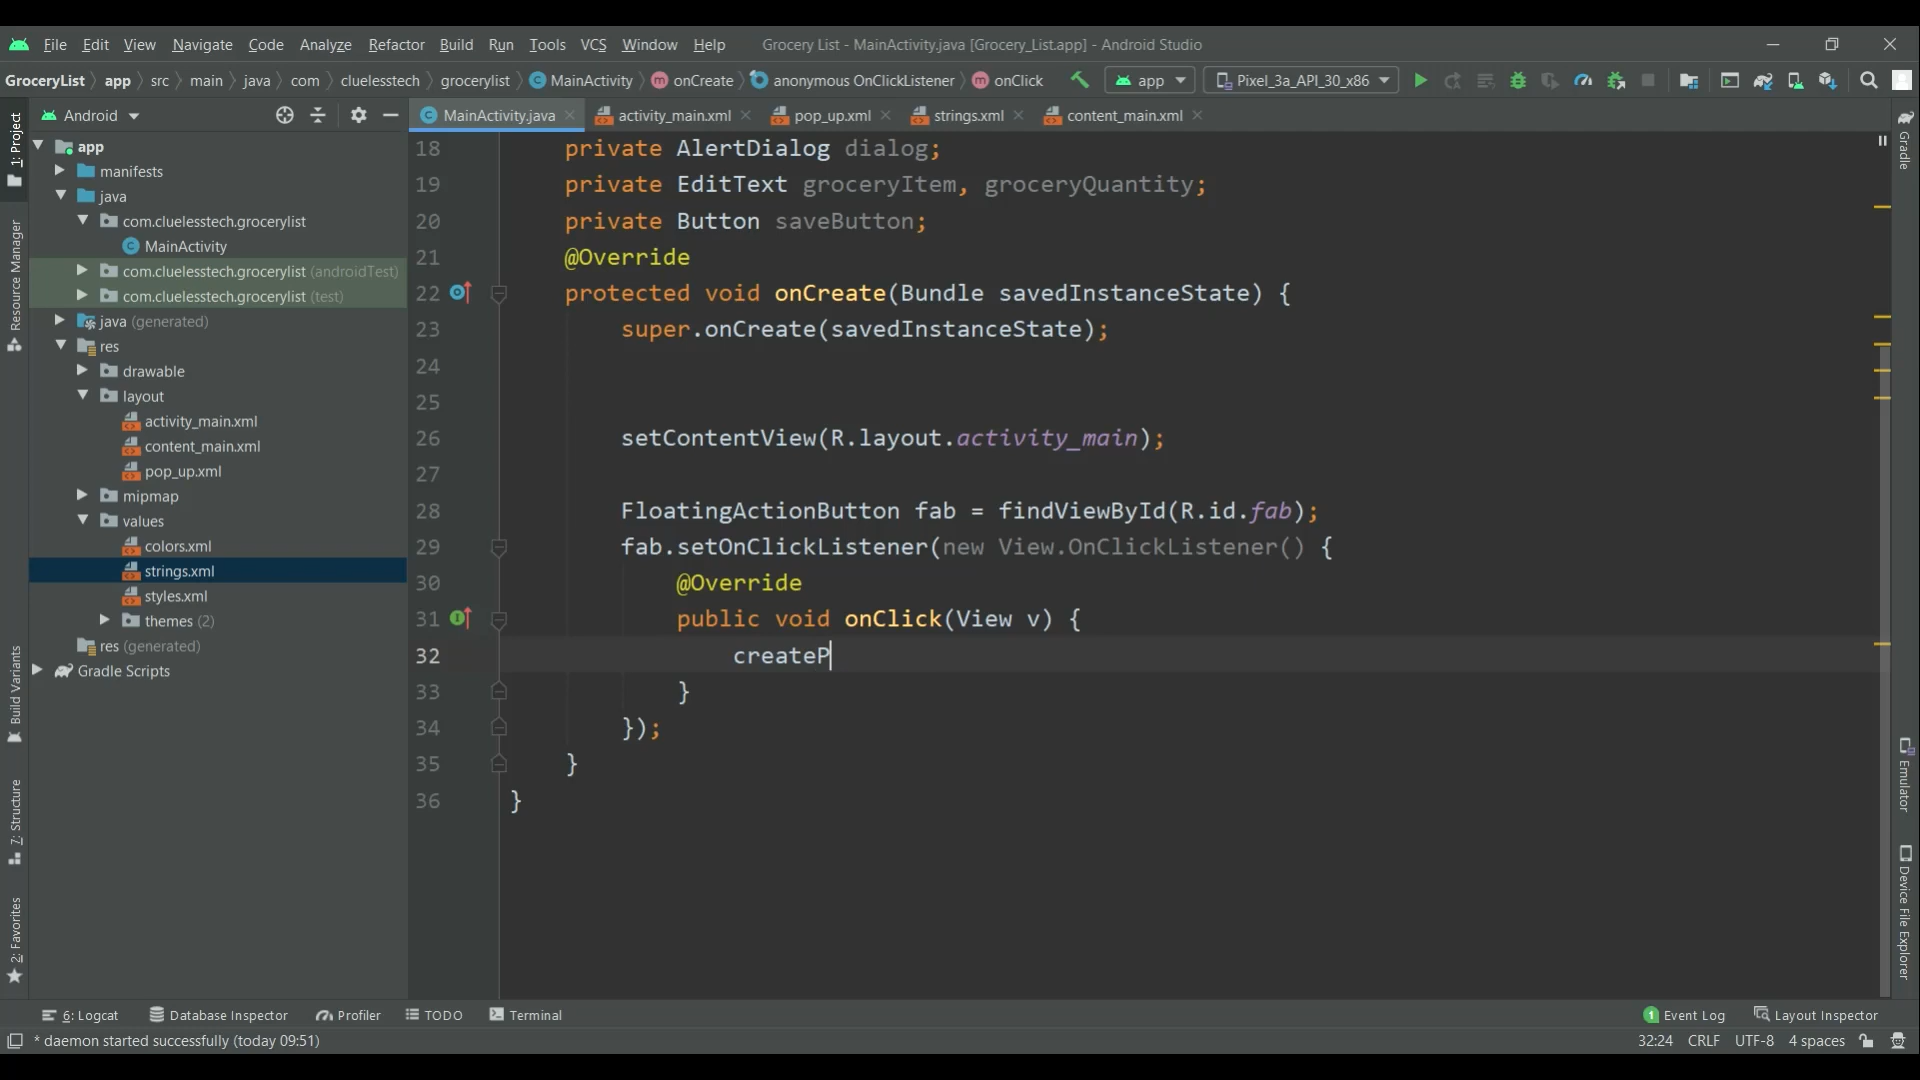 File Edit View Navigate Code Analyze Refactor Build Run Tools VCS Window Help Grocery List - MainActivity.java [Grocery_List.app] - Android Studio
GroceryList app src main java com cluelesstech grocerylist MainActivity onCreate anonymous OnClickListener onClick app Pixel_3a_API_30_x86
1: Project
Resource Manager
Build Variants
7: Structure
2: Favorites
Android
app
manifests
java
com.cluelesstech.grocerylist
MainActivity
com.cluelesstech.grocerylist (androidTest)
com.cluelesstech.grocerylist (test)
java (generated)
res
drawable
layout
activity_main.xml
content_main.xml
pop_up.xml
mipmap
values
colors.xml
strings.xml
styles.xml
themes (2)
res (generated)
Gradle Scripts
MainActivity.java activity_main.xml pop_up.xml strings.xml content_main.xml
18 private AlertDialog dialog;
19 private EditText groceryItem, groceryQuantity;
20 private Button saveButton;
21 @Override
22 protected void onCreate(Bundle savedInstanceState) {
23 super.onCreate(savedInstanceState);
24
25
26 setContentView(R.layout.activity_main);
27
28 FloatingActionButton fab = findViewById(R.id.fab);
29 fab.setOnClickListener(new View.OnClickListener() {
30 @Override
31 public void onClick(View v) {
32 createP
33 }
34 });
35 }
36 }
Gradle
Emulator
Device File Explorer
6: Logcat Database Inspector Profiler TODO Terminal 1 Event Log Layout Inspector
* daemon started successfully (today 09:51) 32:24 CRLF UTF-8 4 spaces